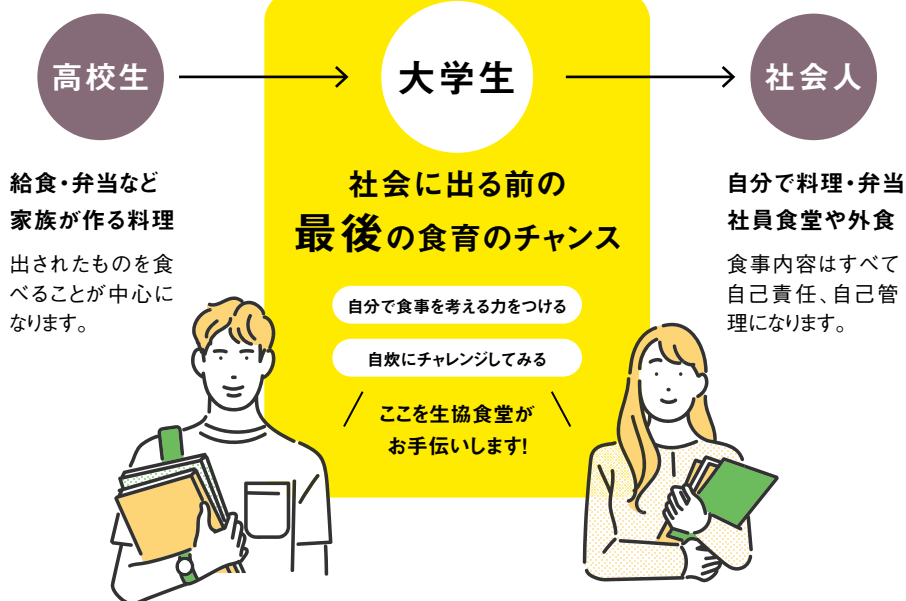 高校生
大学生
社会人
給食・弁当など
家族が作る料理
出されたものを食
べることが中心に
なります。
社会に出る前の
最後の食育のチャンス
自分で食事を考える力をつける
自炊にチャレンジしてみる
ここを生協食堂が
お手伝いします!
自分で料理・弁当
社員食堂や外食
食事内容はすべて
自己責任、自己管
理になります。